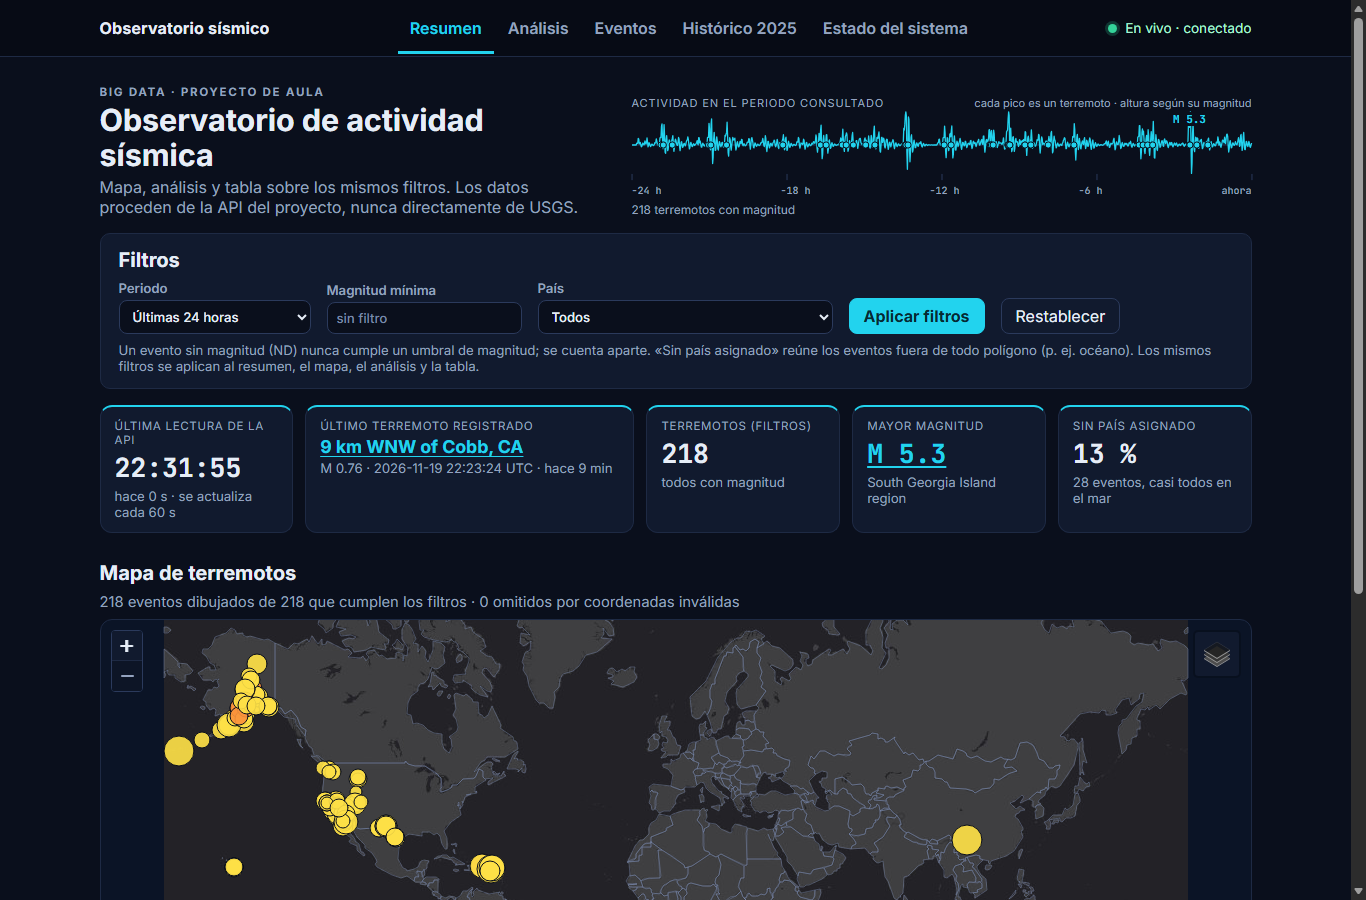 Observatorio sísmico
Resumen
Análisis
Eventos
Histórico 2025
Estado del sistema
En vivo · conectado
BIG DATA · PROYECTO DE AULA
Observatorio de actividad
sísmica
Mapa, análisis y tabla sobre los mismos filtros. Los datos
proceden de la API del proyecto, nunca directamente de USGS.
ACTIVIDAD EN EL PERIODO CONSULTADO
cada pico es un terremoto · altura según su magnitud
M 5.3
-24 h
-18 h
-12 h
-6 h
ahora
218 terremotos con magnitud
Filtros
Periodo
Últimas 24 horas
Magnitud mínima
sin filtro
País
Todos
Aplicar filtros
Restablecer
Un evento sin magnitud (ND) nunca cumple un umbral de magnitud; se cuenta aparte. «Sin país asignado» reúne los eventos fuera de todo polígono (p. ej. océano). Los mismos
filtros se aplican al resumen, el mapa, el análisis y la tabla.
ÚLTIMA LECTURA DE LA
API
22:31:55
hace 0 s · se actualiza
cada 60 s
ÚLTIMO TERREMOTO REGISTRADO
9 km WNW of Cobb, CA
M 0.76 · 2026-11-19 22:23:24 UTC · hace 9 min
TERREMOTOS (FILTROS)
218
todos con magnitud
MAYOR MAGNITUD
M 5.3
South Georgia Island
region
SIN PAÍS ASIGNADO
13 %
28 eventos, casi todos en
el mar
Mapa de terremotos
218 eventos dibujados de 218 que cumplen los filtros · 0 omitidos por coordenadas inválidas
+
−